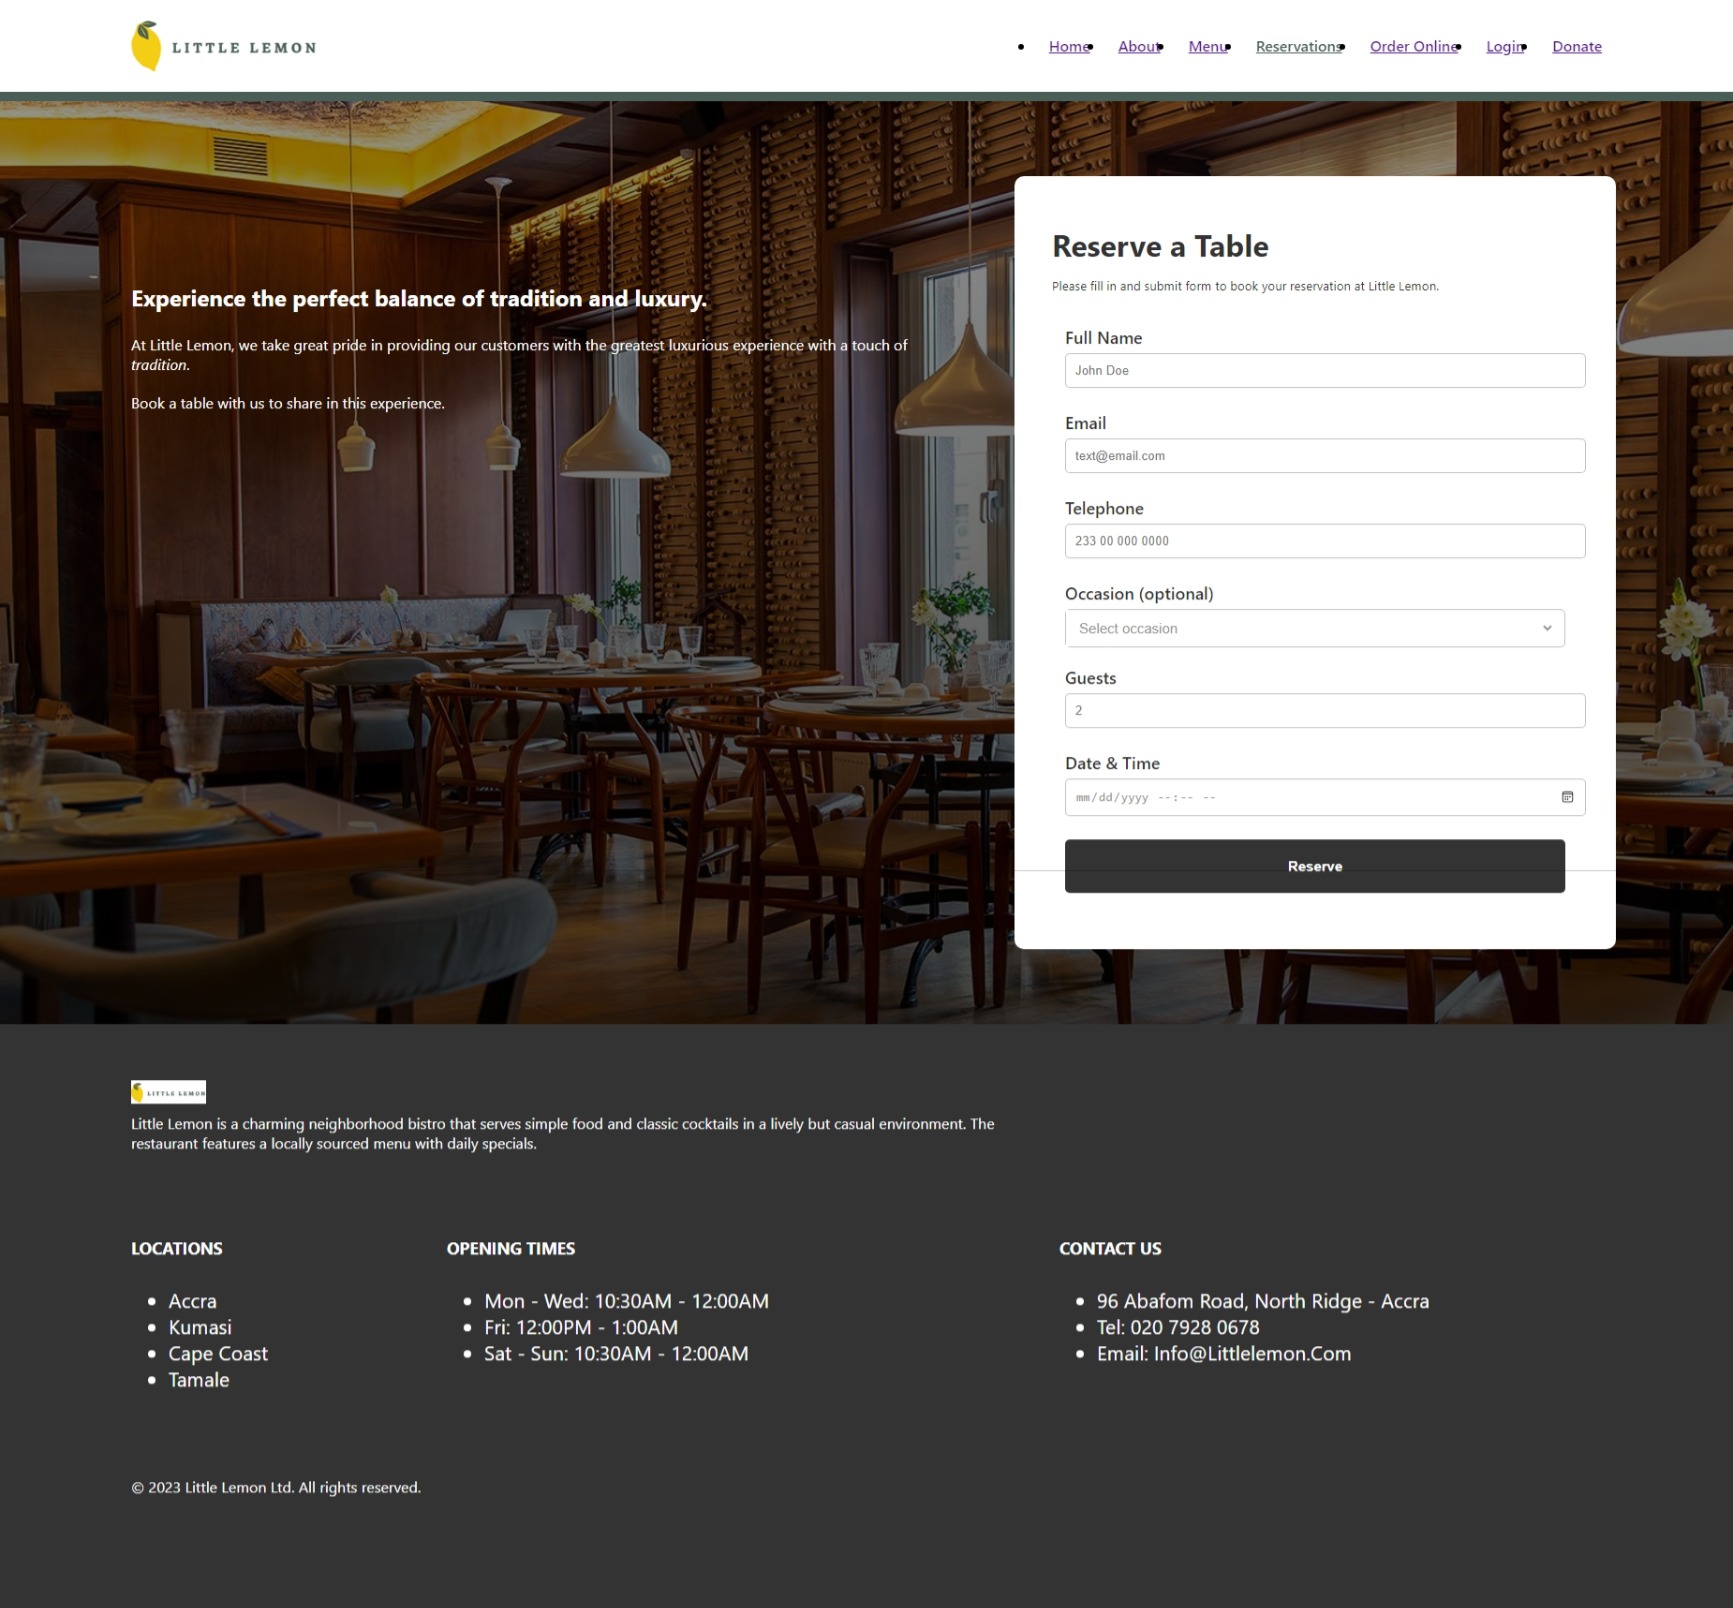 LITTLE LEMON
Home About Menu Reservations Order Online Login Donate
Experience the perfect balance of tradition and luxury.
At Little Lemon, we take great pride in providing our customers with the greatest luxurious experience with a touch of
tradition.
Book a table with us to share in this experience.
Reserve a Table
Please fill in and submit form to book your reservation at Little Lemon.
Full Name
John Doe
Email
text@email.com
Telephone
233 00 000 0000
Occasion (optional)
Select occasion
Guests
2
Date & Time
mm/dd/yyyy --:-- --
Reserve
LITTLE LEMON
Little Lemon is a charming neighborhood bistro that serves simple food and classic cocktails in a lively but casual environment. The
restaurant features a locally sourced menu with daily specials.
LOCATIONS
Accra
Kumasi
Cape Coast
Tamale
OPENING TIMES
Mon - Wed: 10:30AM - 12:00AM
Fri: 12:00PM - 1:00AM
Sat - Sun: 10:30AM - 12:00AM
CONTACT US
96 Abafom Road, North Ridge - Accra
Tel: 020 7928 0678
Email: Info@Littlelemon.Com
© 2023 Little Lemon Ltd. All rights reserved.